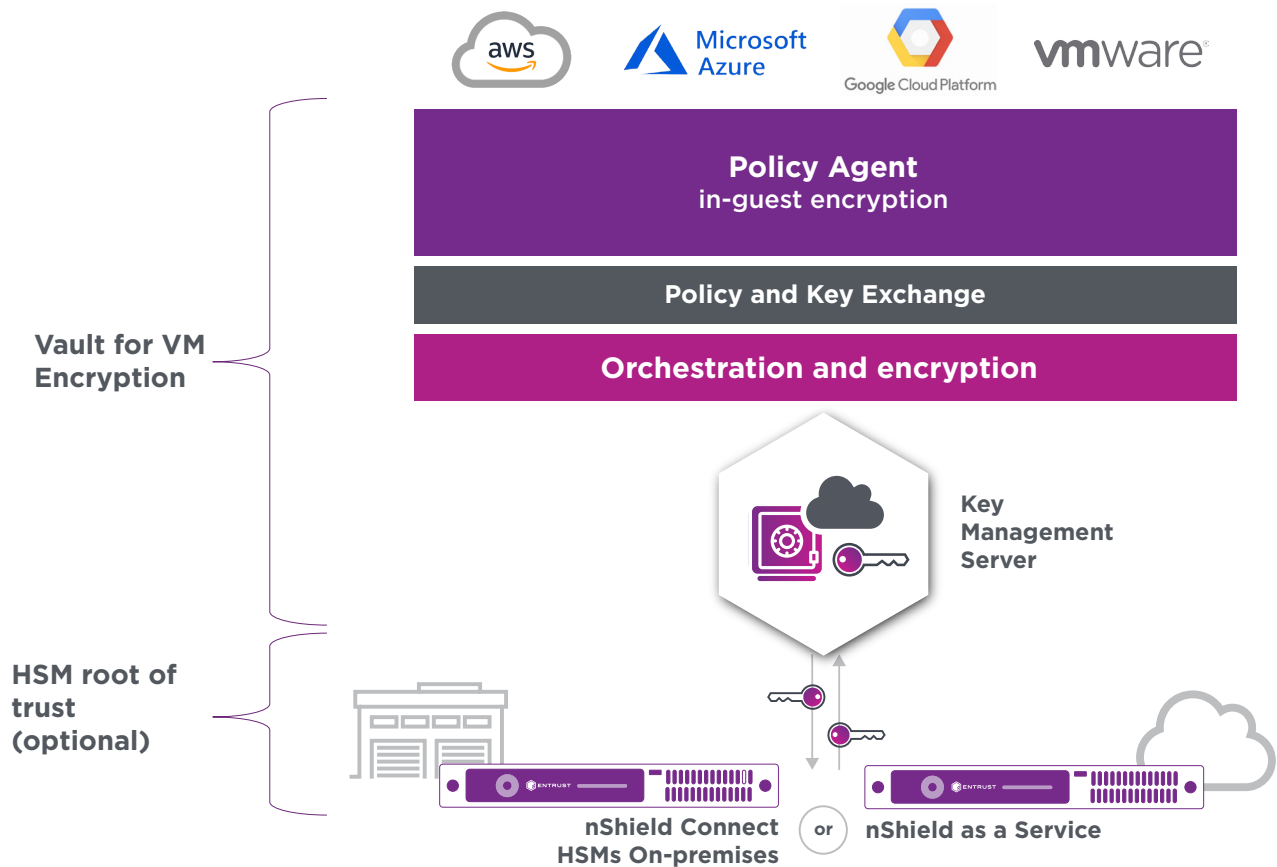 aws
Microsoft
Azure
Google Cloud Platform
vmware®
Policy Agent
in-guest encryption
Policy and Key Exchange
Orchestration and encryption
Vault for VM
Encryption
Key
Management
Server
HSM root of
trust
(optional)
ENTRUST
ENTRUST
nShield Connect
HSMs On-premises
or
nShield as a Service